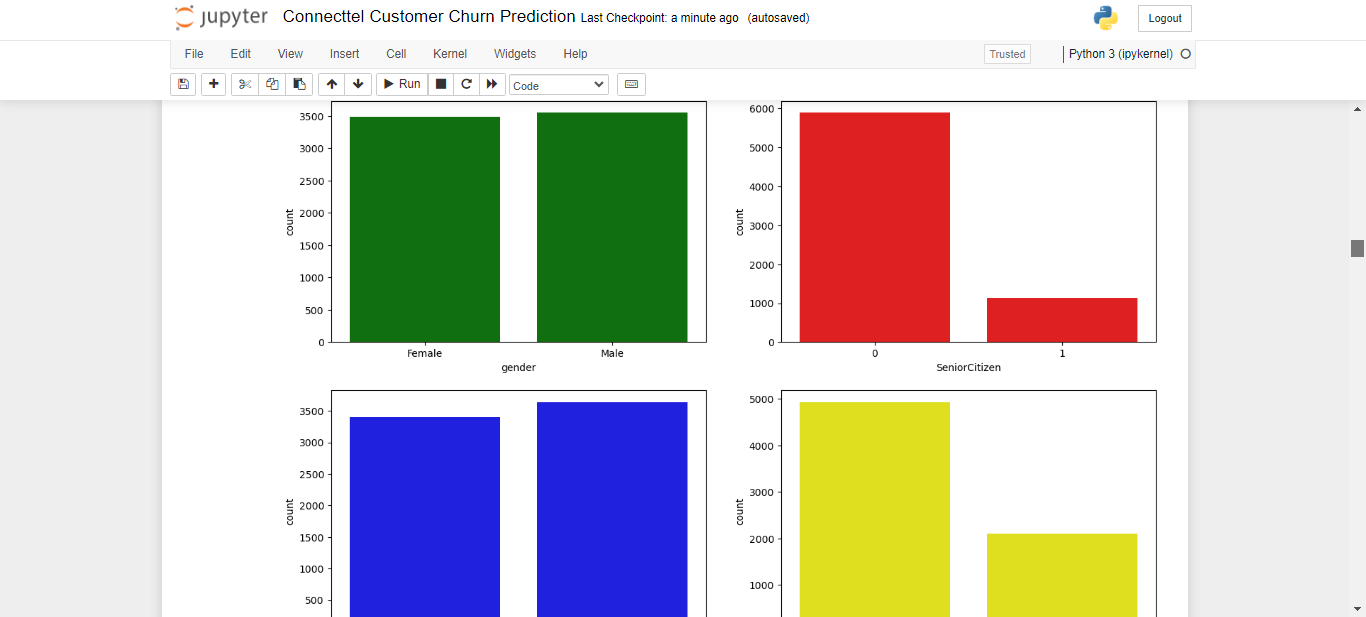 jupyter Connecttel Customer Churn Prediction Last Checkpoint: a minute ago (autosaved)
Logout
File Edit View Insert Cell Kernel Widgets Help
Trusted
Python 3 (ipykernel)
Run
Code
3500
3000
2500
2000
1500
1000
500
0
count
Female Male
gender
6000
5000
4000
3000
2000
1000
0
count
0 1
SeniorCitizen
3500
3000
2500
2000
1500
1000
500
count
5000
4000
3000
2000
1000
count